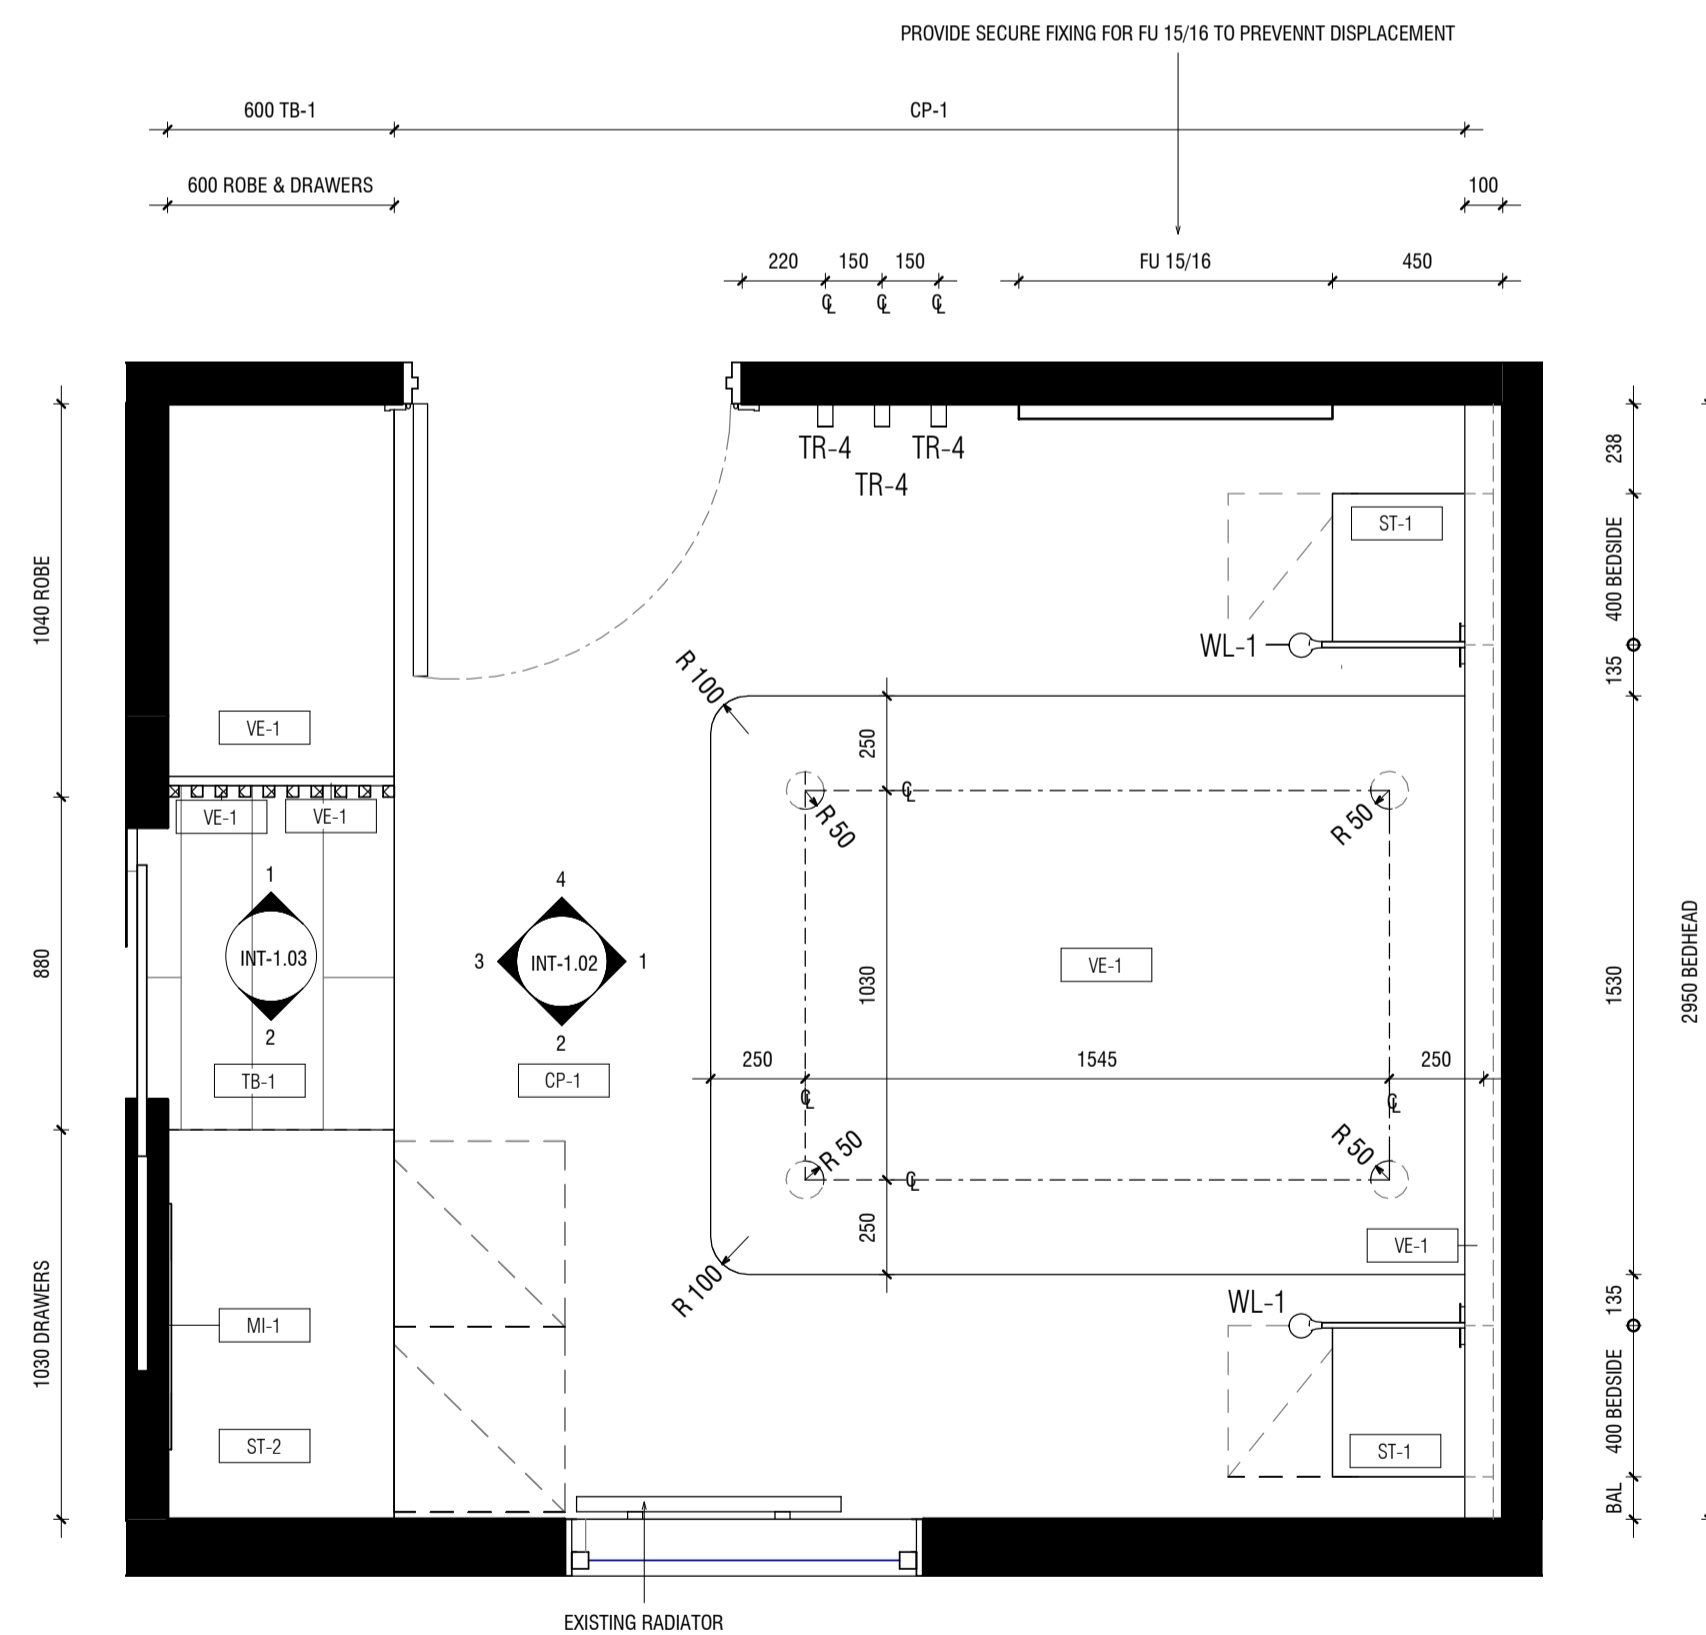 PROVIDE SECURE FIXING FOR FU 15/16 TO PREVENNT DISPLACEMENT
600 TB-1
CP-1
600 ROBE & DRAWERS
100
220
150
150
FU 15/16
450
℄
℄
℄
TR-4
TR-4
TR-4
238
ST-1
400 BEDSIDE
1040 ROBE
WL-1
135
R 100
VE-1
250
℄
VE-1
VE-1
R 50
R 50
1
4
INT-1.03
3
INT-1.02
1
VE-1
880
1030
1530
2950 BEDHEAD
2
2
TB-1
CP-1
250
1545
250
℄
℄
R 50
R 50
℄
250
VE-1
R 100
WL-1
135
1030 DRAWERS
MI-1
400 BEDSIDE
ST-2
ST-1
BAL
EXISTING RADIATOR